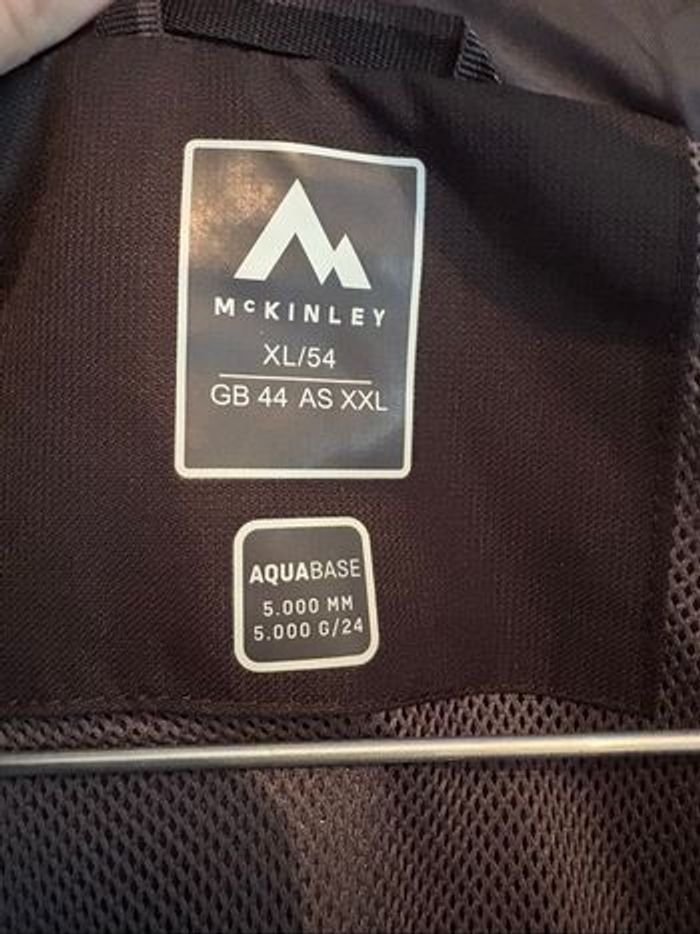 McKINLEY
XL/54
GB 44 AS XXL
AQUABASE
5.000 MM
5.000 G/24